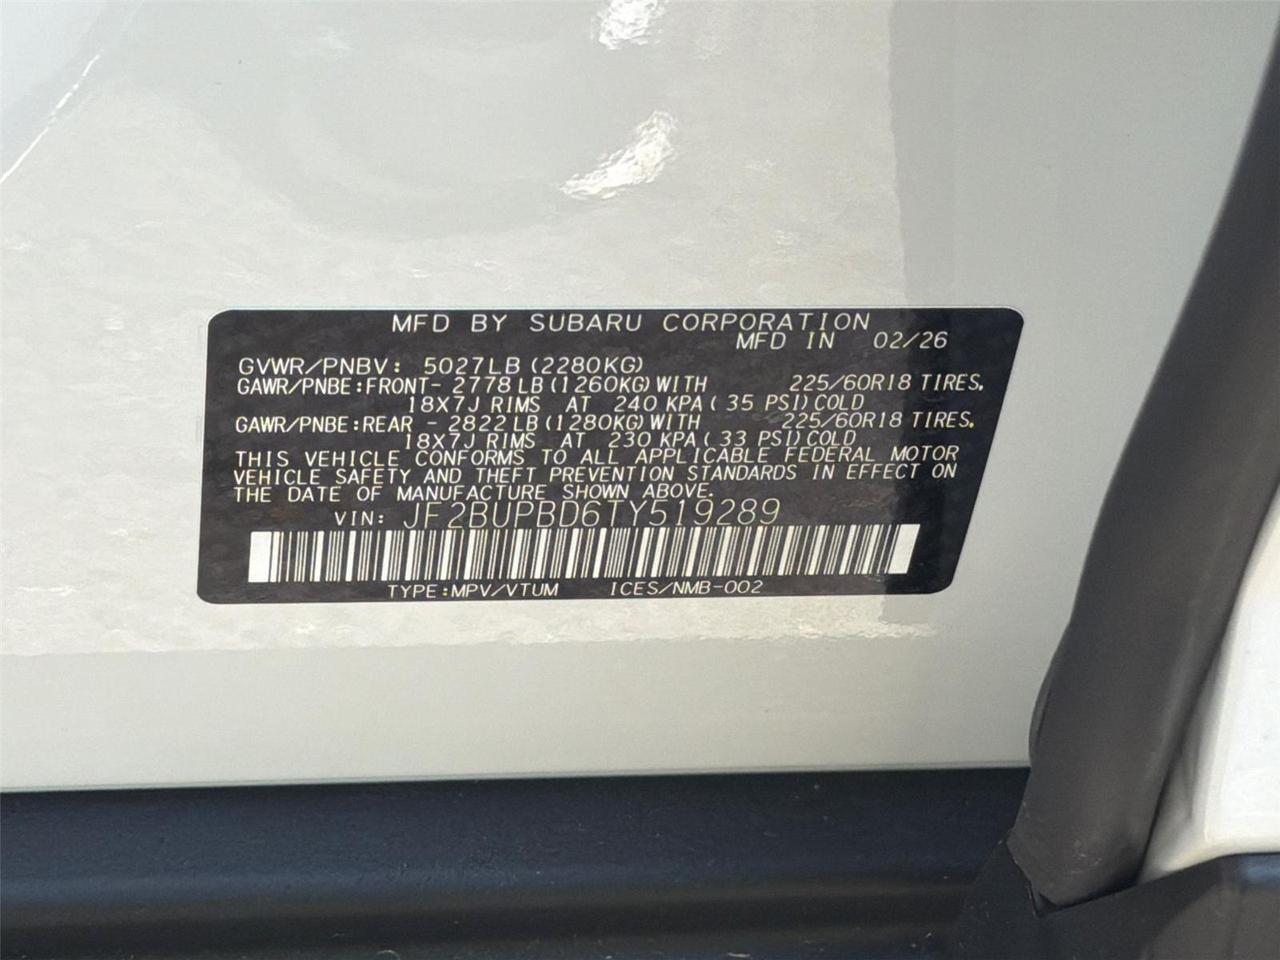 MFD BY SUBARU CORPORATION
MFD IN 02/26
GVWR/PNBV: 5027LB (2280KG)
GAWR/PNBE:FRONT- 2778LB (1260KG) WITH 225/60R18 TIRES,
18X7J RIMS AT 240 KPA ( 35 PSI) COLD
GAWR/PNBE:REAR - 2822LB (1280KG) WITH 225/60R18 TIRES,
18X7J RIMS AT 230 KPA ( 33 PSI) COLD
THIS VEHICLE CONFORMS TO ALL APPLICABLE FEDERAL MOTOR
VEHICLE SAFETY AND THEFT PREVENTION STANDARDS IN EFFECT ON
THE DATE OF MANUFACTURE SHOWN ABOVE.
VIN: JF2BUPBD6TY519289
TYPE:MPV/VTUM ICES/NMB-002